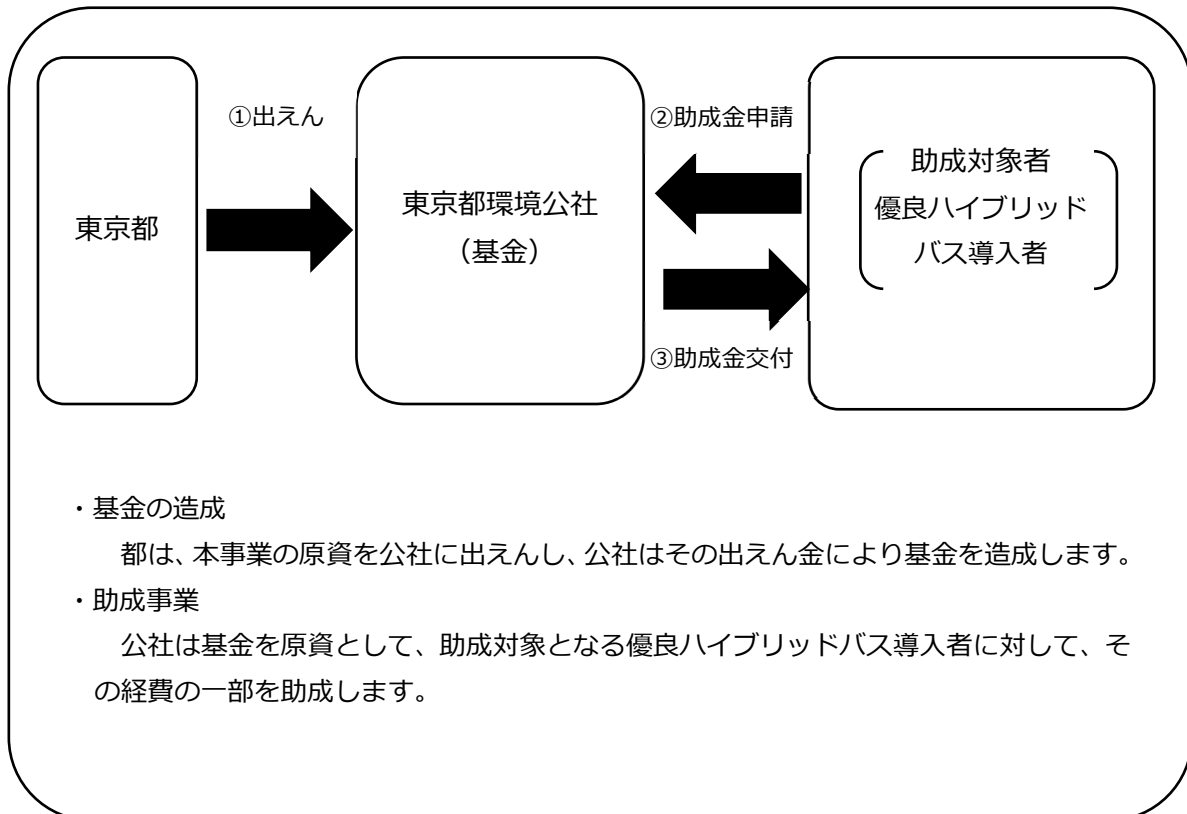 ①出えん
②助成金申請
東京都
東京都環境公社
（基金）
助成対象者
優良ハイブリッド
バス導入者
③助成金交付
・基金の造成
都は、本事業の原資を公社に出えんし、公社はその出えん金により基金を造成します。
・助成事業
公社は基金を原資として、助成対象となる優良ハイブリッドバス導入者に対して、そ
の経費の一部を助成します。